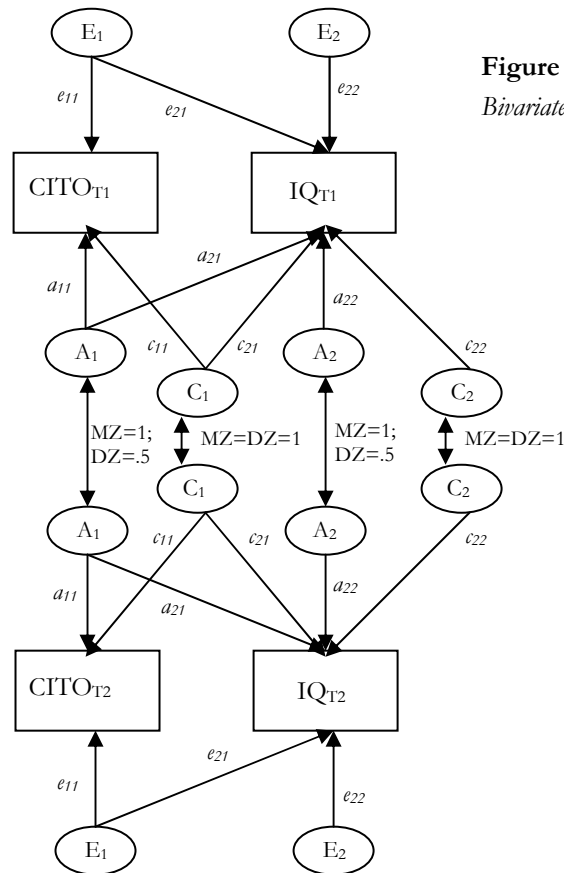 E1 E2
Figure
e11 e21 e22
Bivariate
CITOT1 IQT1
a11 a21 a22
c11 c21 c22
A1 C1 A2 C2
MZ=1;
DZ=.5
MZ=DZ=1
MZ=1;
DZ=.5
MZ=DZ=1
A1 C1 A2 C2
c11 c21 c22
a11 a21 a22
CITOT2 IQT2
e21
e11 e22
E1 E2